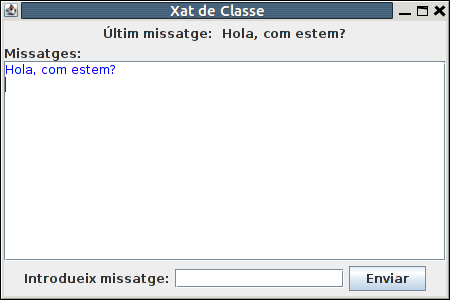 Xat de Classe
Últim missatge: Hola, com estem?
Missatges:
Hola, com estem?
Introdueix missatge:
Enviar